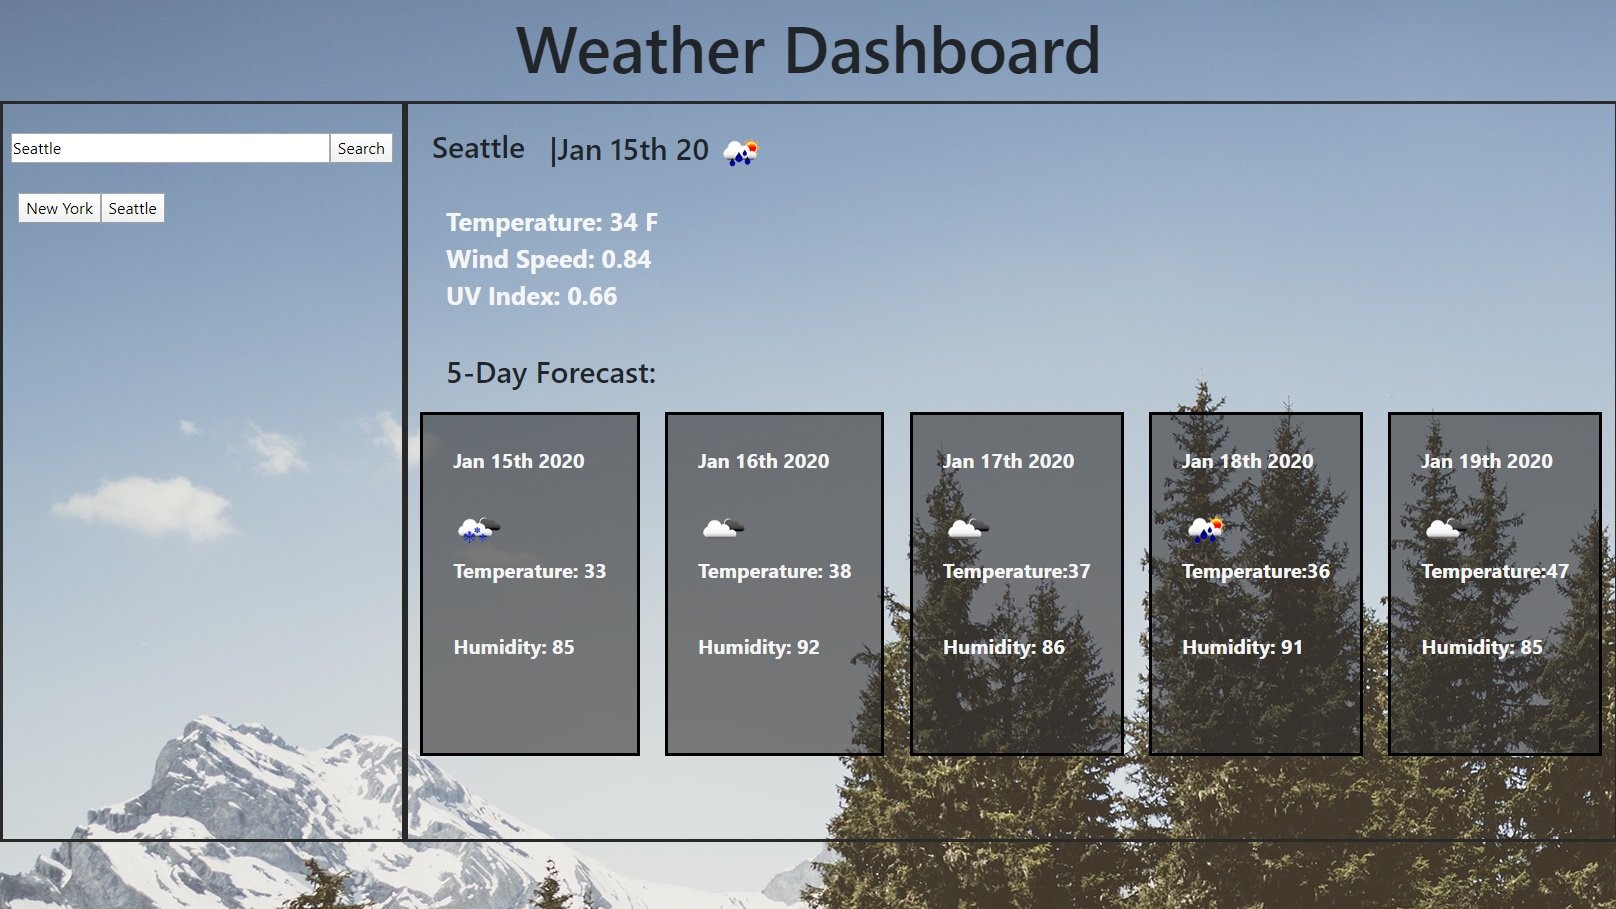 Weather Dashboard
Seattle Search
New York Seattle
Seattle |Jan 15th 20
Temperature: 34 F
Wind Speed: 0.84
UV Index: 0.66
5-Day Forecast:
Jan 15th 2020
Temperature: 33
Humidity: 85
Jan 16th 2020
Temperature: 38
Humidity: 92
Jan 17th 2020
Temperature:37
Humidity: 86
Jan 18th 2020
Temperature:36
Humidity: 91
Jan 19th 2020
Temperature:47
Humidity: 85